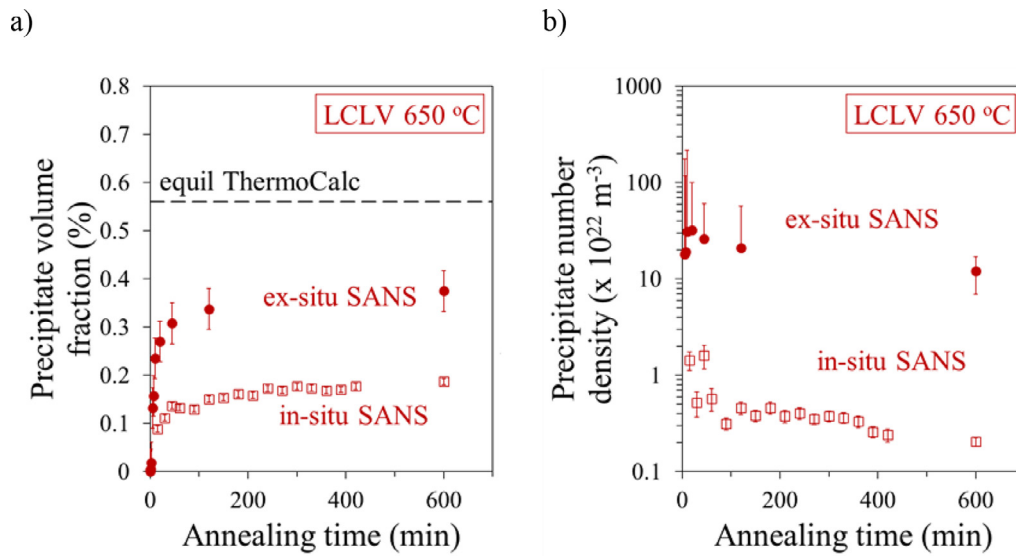 a)
0.8
0.7
0.6
0.5
0.4
0.3
0.2
0.1
0
0
200
400
600
Precipitate volume
fraction (%)
Annealing time (min)
LCLV 650 °C
equil ThermoCalc
ex-situ SANS
in-situ SANS
b)
1000
100
10
1
0.1
0
200
400
600
Precipitate number
density (x 10²² m⁻³)
Annealing time (min)
LCLV 650 °C
ex-situ SANS
in-situ SANS